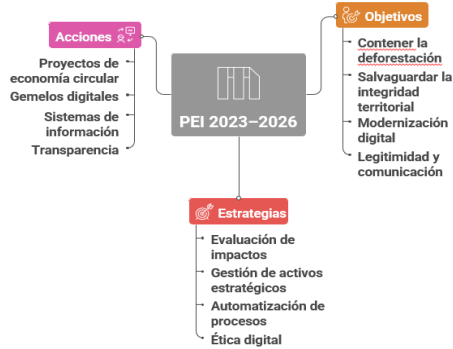 PEI 2023–2026
Acciones
Proyectos de
economía circular
Gemelos digitales
Sistemas de
información
Transparencia
Objetivos
Contener la
deforestación
Salvaguardar la
integridad
territorial
Modernización
digital
Legitimidad y
comunicación
Estrategias
Evaluación de
impactos
Gestión de activos
estratégicos
Automatización de
procesos
Ética digital